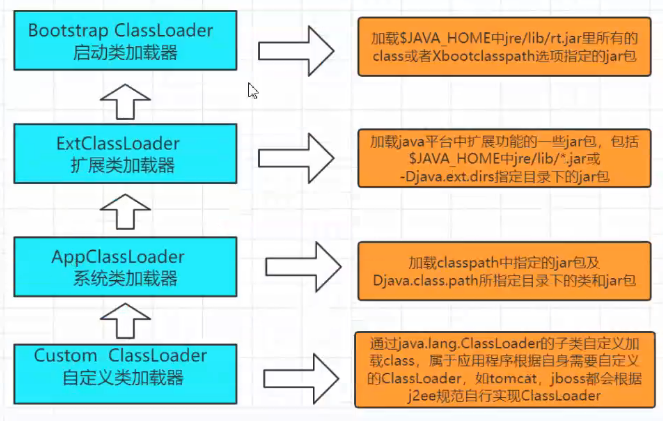 Bootstrap ClassLoader
启动类加载器
加载$JAVA_HOME中jre/lib/rt.jar里所有的
class或者Xbootclasspath选项指定的jar包
ExtClassLoader
扩展类加载器
加载java平台中扩展功能的一些jar包，包括
$JAVA_HOME中jre/lib/*.jar或
-Djava.ext.dirs指定目录下的jar包
AppClassLoader
系统类加载器
加载classpath中指定的jar包及
Djava.class.path所指定目录下的类和jar包
Custom ClassLoader
自定义类加载器
通过java.lang.ClassLoader的子类自定义加
载class，属于应用程序根据自身需要自定义
的ClassLoader，如tomcat，jboss都会根据
j2ee规范自行实现ClassLoader